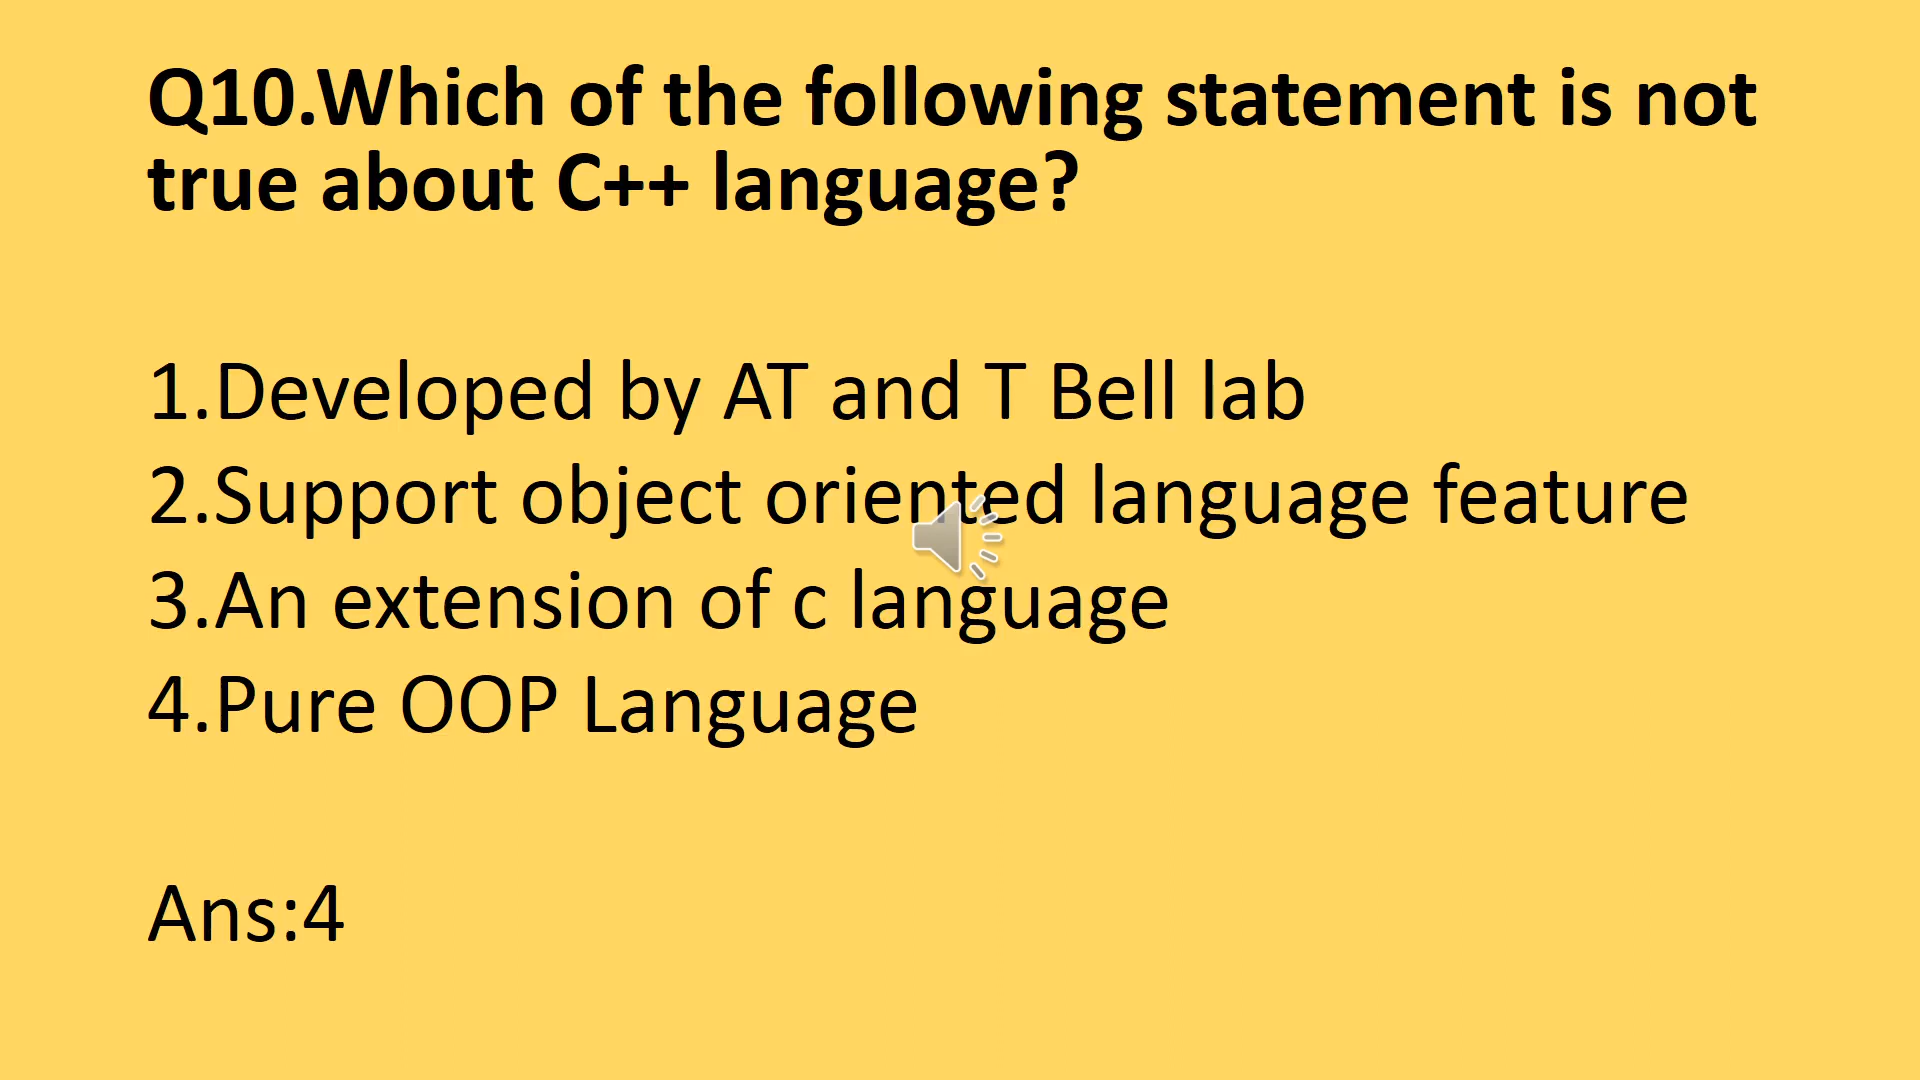 Q10.Which of the following statement is not
true about C++ language?
1.Developed by AT and T Bell lab
2.Support object oriented language feature
3.An extension of c language
4.Pure OOP Language
Ans:4